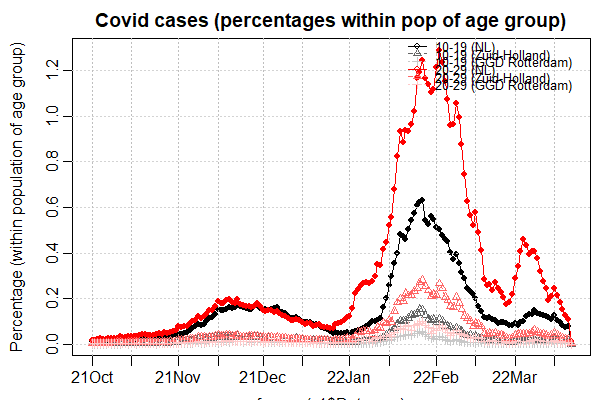 Covid cases (percentages within pop of age group)
Percentage (within population of age group)
1.2
1.0
0.8
0.6
0.4
0.2
0.0
10-19 (NL)
10-19 (Zuid-Holland)
10-19 (GGD Rotterdam)
20-29 (NL)
20-29 (Zuid-Holland)
20-29 (GGD Rotterdam)
21Oct 21Nov 21Dec 22Jan 22Feb 22Mar